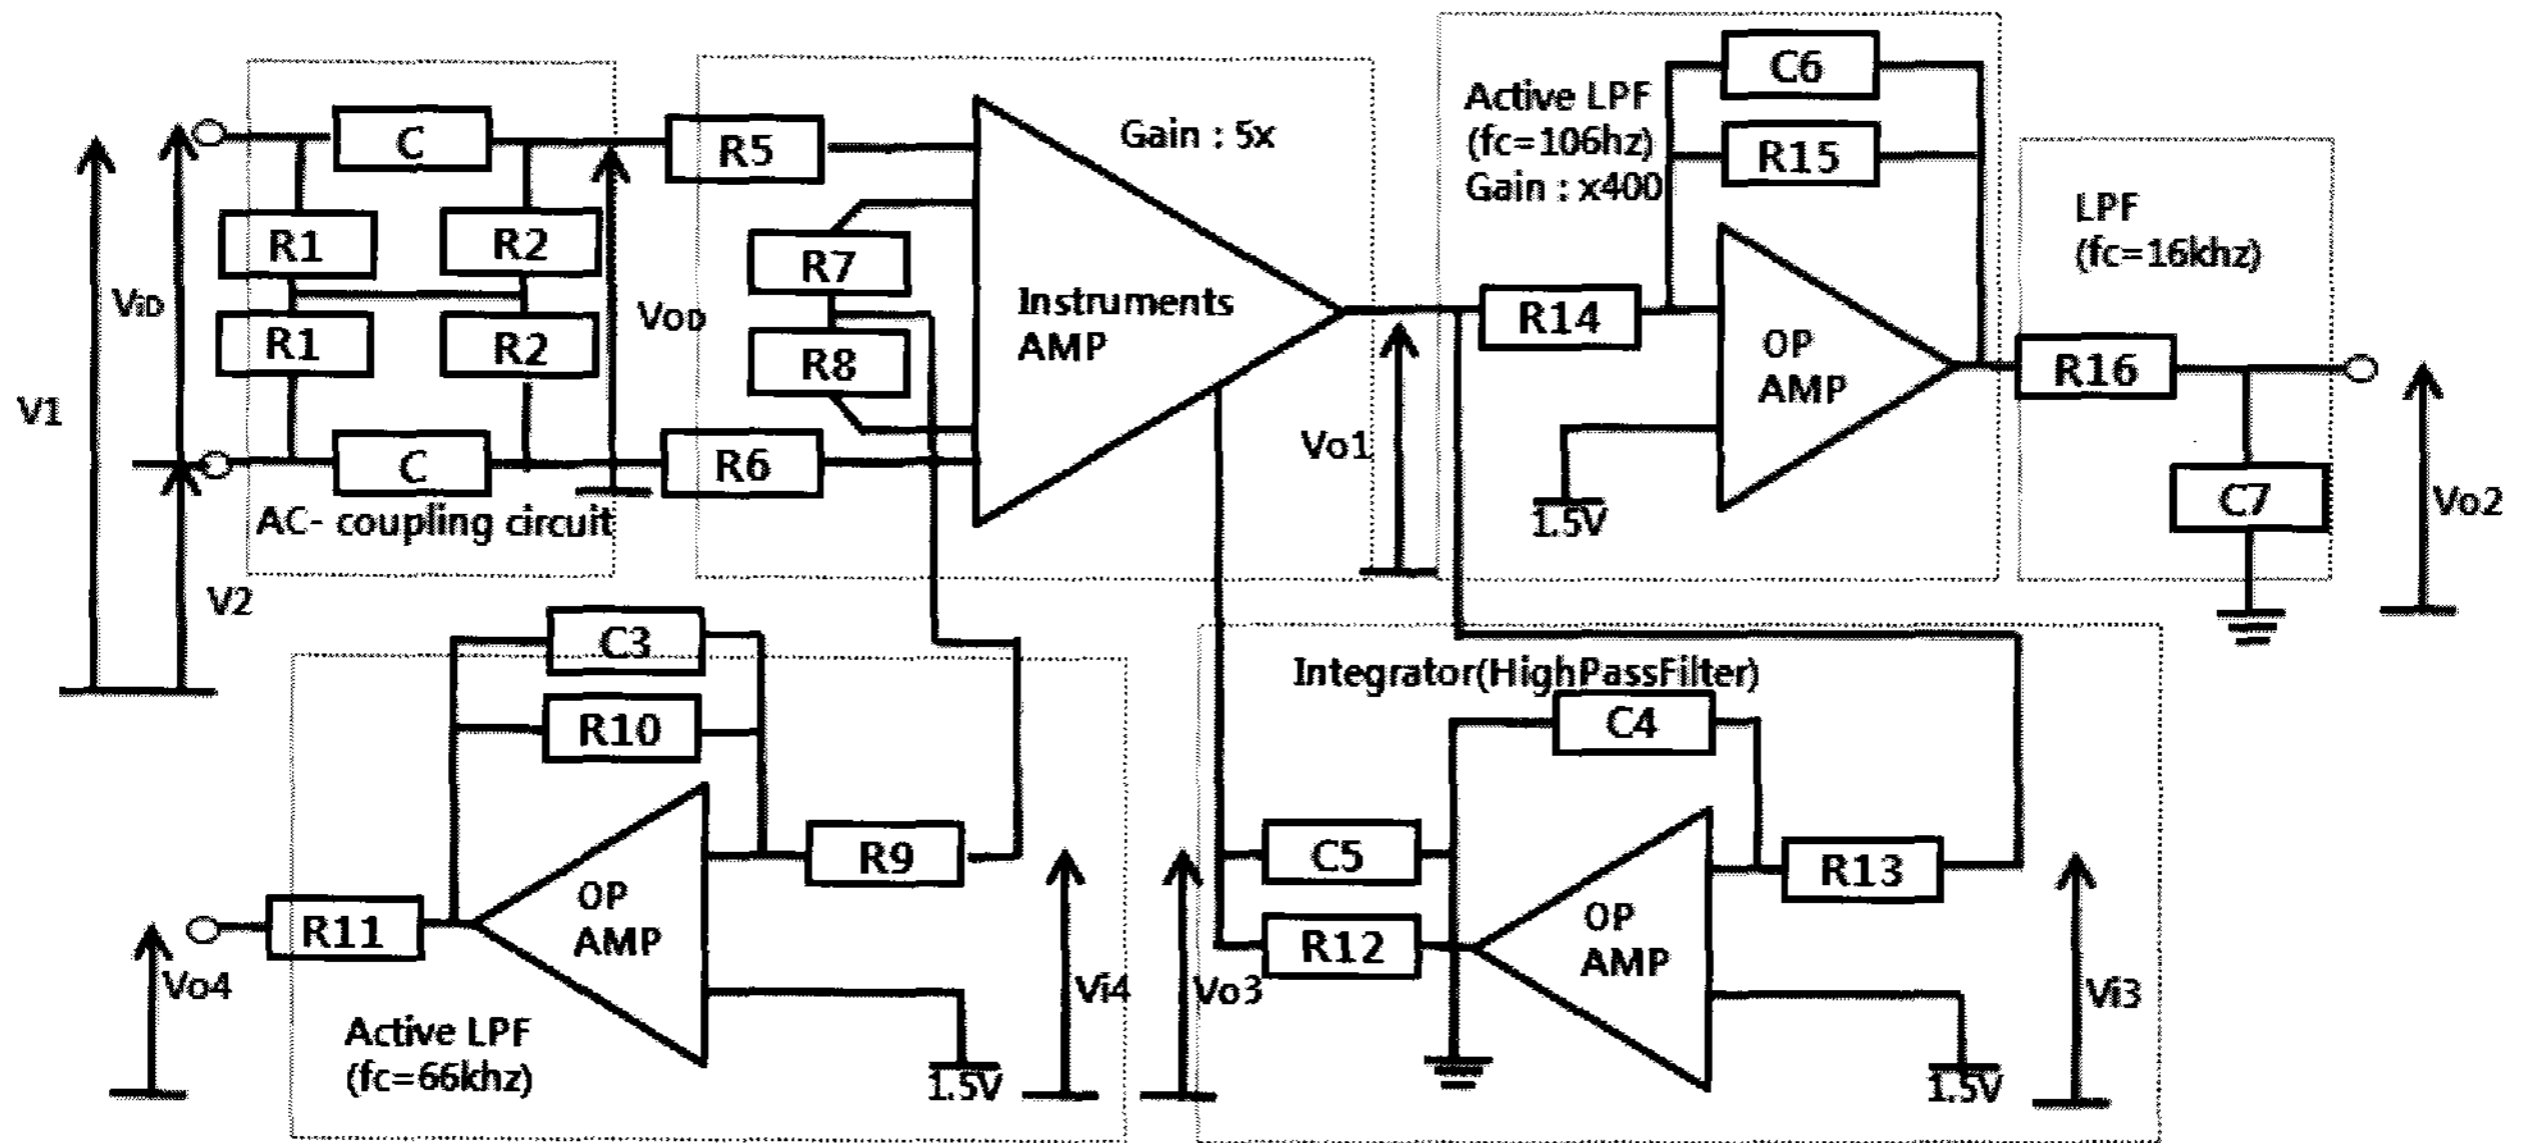 C
R1
R2
R1
R2
C
AC- coupling circuit
V1
ViD
V2
VoD
R5
R7
R8
R6
Gain : 5x
Instruments
AMP
Vo1
Active LPF
(fc=106hz)
Gain : x400
C6
R15
R14
OP
AMP
1.5V
LPF
(fc=16khz)
R16
C7
Vo2
C3
R10
R9
OP
AMP
R11
Vo4
Active LPF
(fc=66khz)
1.5V
Vi4
Integrator(HighPassFilter)
C4
C5
R13
R12
OP
AMP
Vo3
Vi3
1.5V